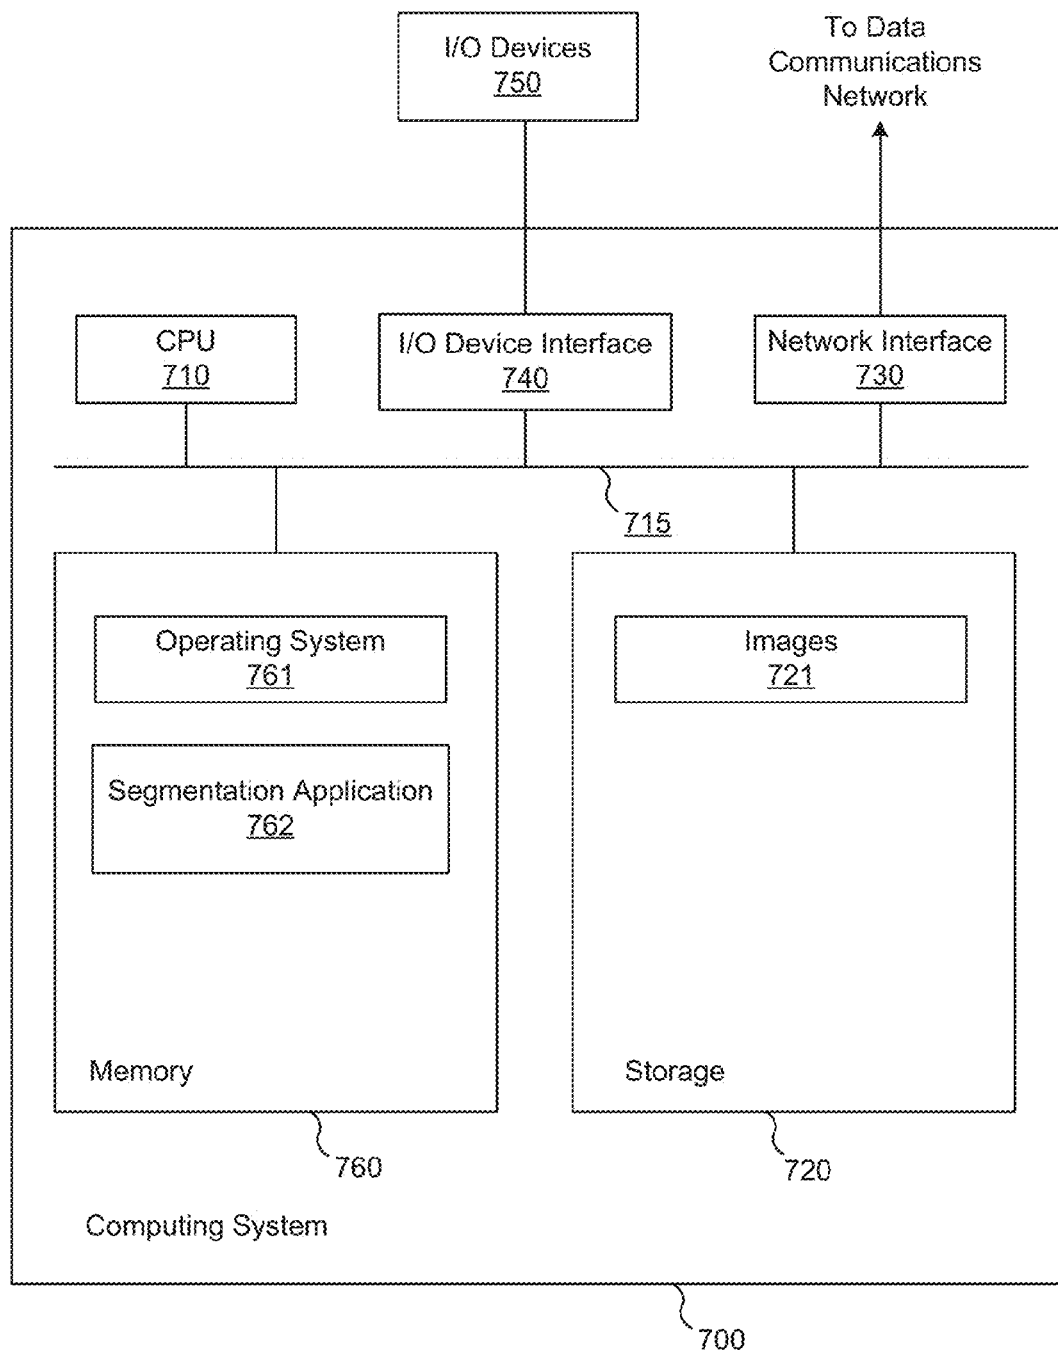 I/O Devices
750
To Data
Communications
Network
CPU
710
I/O Device Interface
740
Network Interface
730
715
Operating System
761
Segmentation Application
762
Memory
760
Images
721
Storage
720
Computing System
700